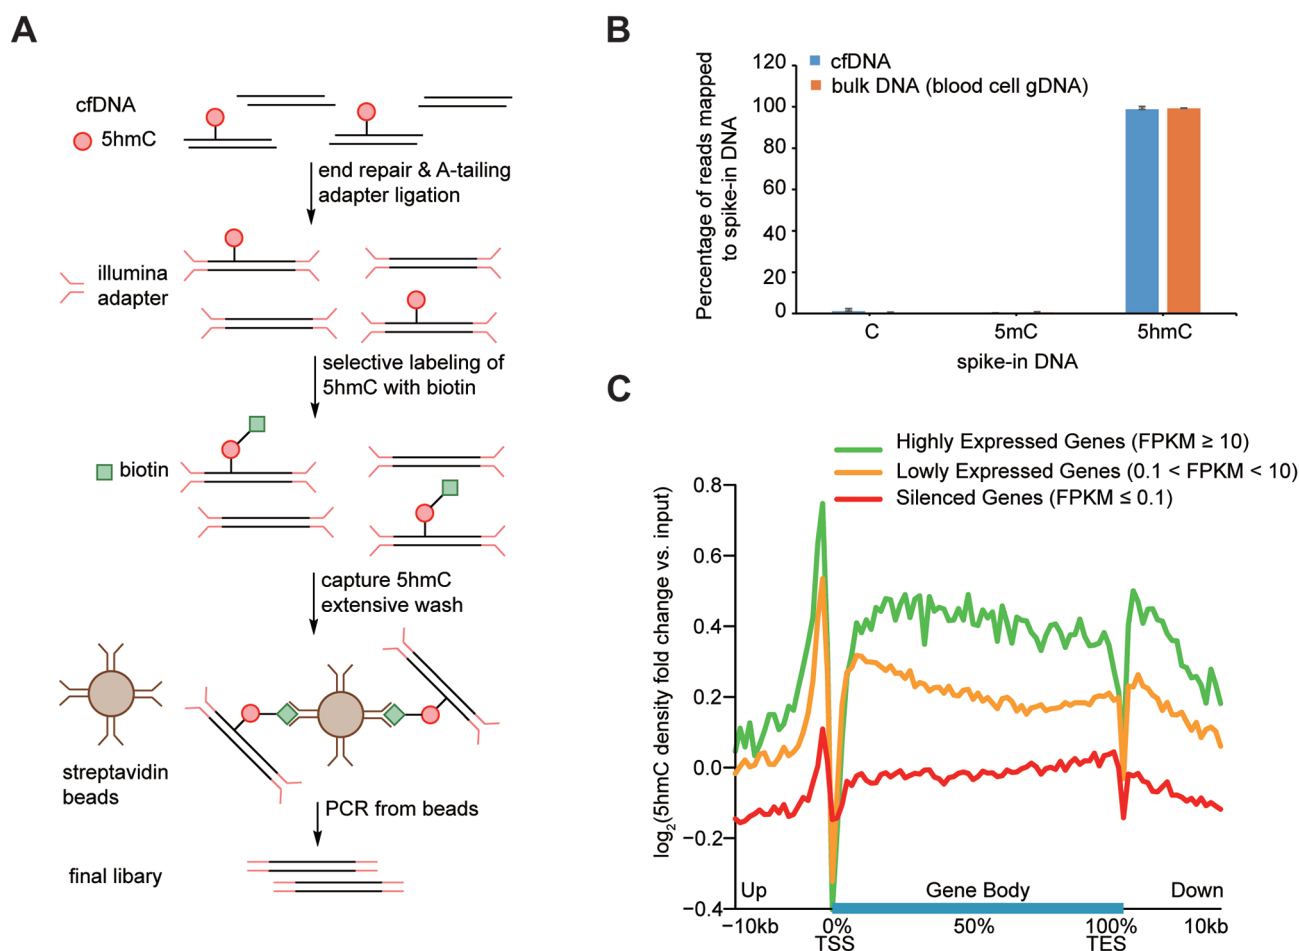 A
cfDNA
5hmC
end repair & A-tailing
adapter ligation
illumina
adapter
selective labeling of
5hmC with biotin
biotin
capture 5hmC
extensive wash
streptavidin
beads
PCR from beads
final libary
B
Percentage of reads mapped
to spike-in DNA
120
100
80
60
40
20
0
cfDNA
bulk DNA (blood cell gDNA)
C
5mC
5hmC
spike-in DNA
C
Highly Expressed Genes (FPKM ≥ 10)
Lowly Expressed Genes (0.1 < FPKM < 10)
Silenced Genes (FPKM ≤ 0.1)
log₂(5hmC density fold change vs. input)
0.8
0.6
0.4
0.2
0.0
−0.2
−0.4
Up
Gene Body
Down
−10kb
0%
50%
100%
10kb
TSS
TES